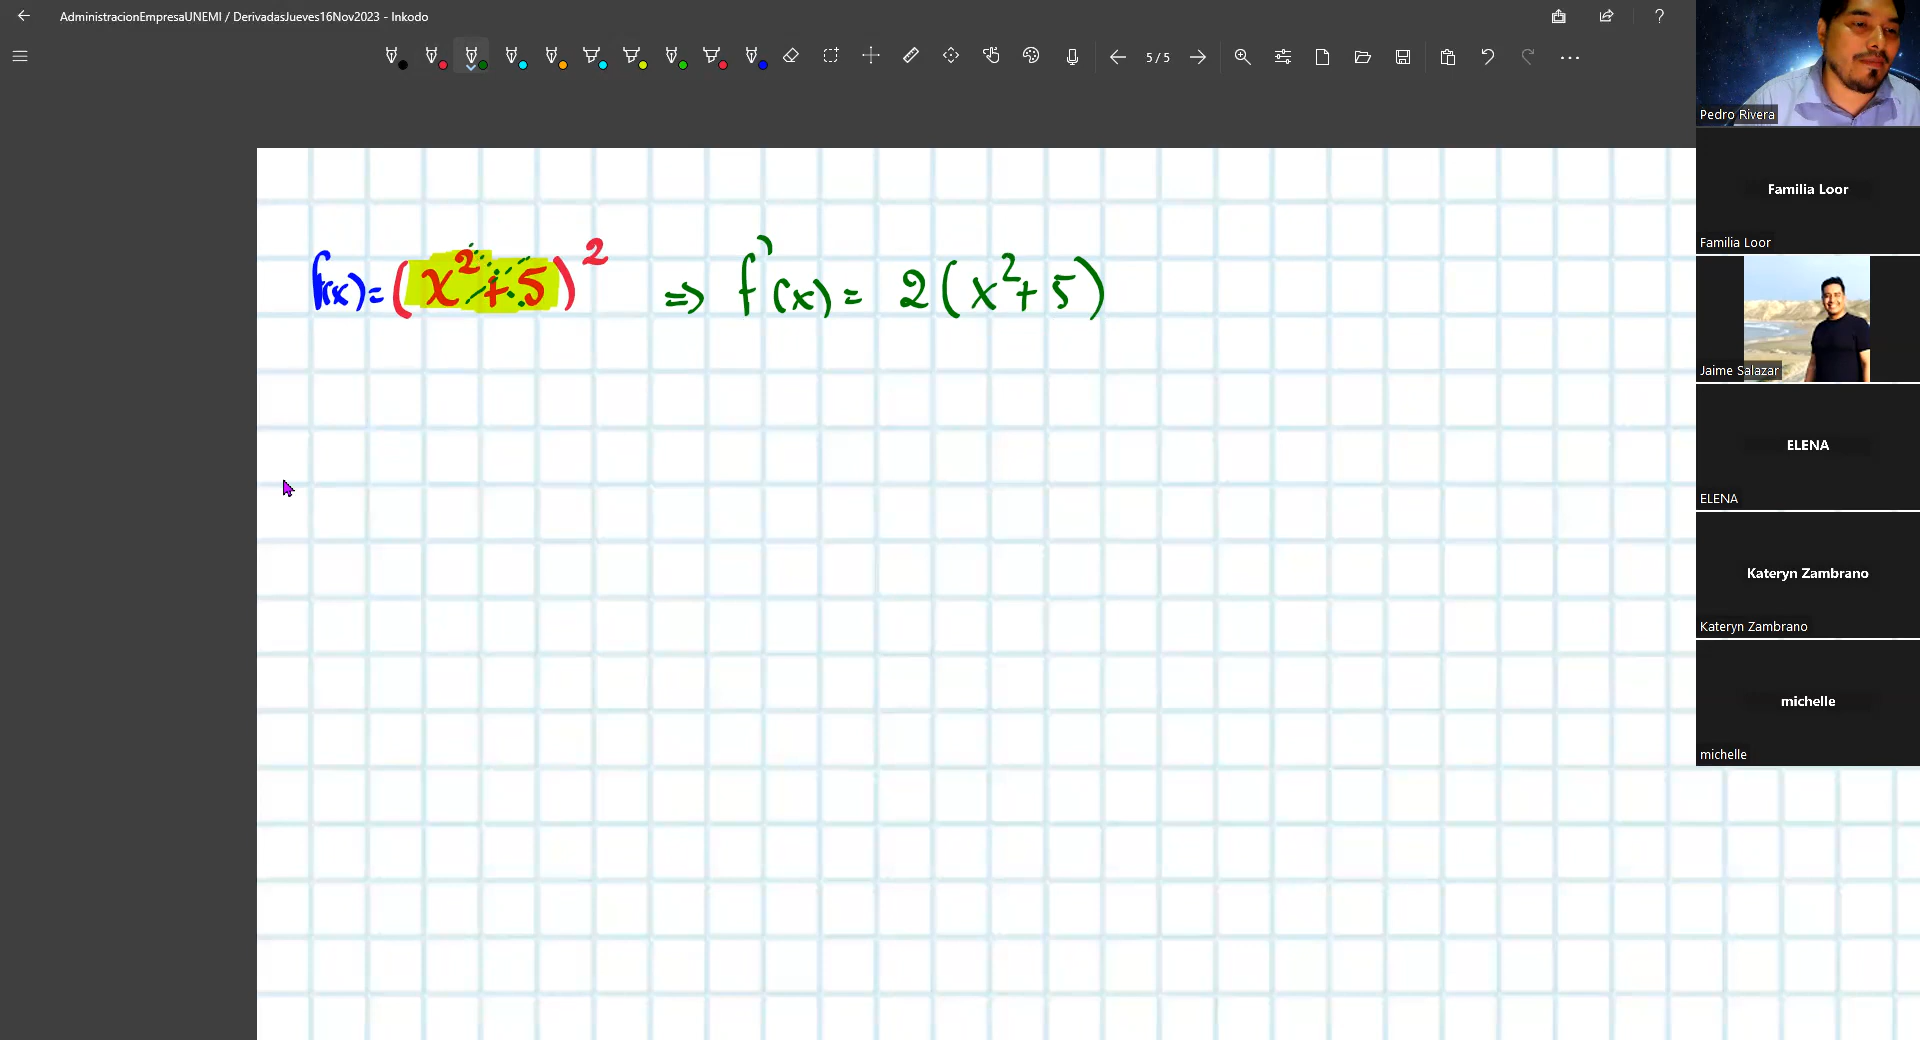 AdministracionEmpresaUNEMI / DerivadasJueves16Nov2023 - Inkodo
?
5 / 5
f(x) = (x² + 5)² ⇒ f'(x) = 2(x² + 5)
Pedro Rivera
Familia Loor
Familia Loor
Jaime Salazar
ELENA
ELENA
Kateryn Zambrano
Kateryn Zambrano
michelle
michelle